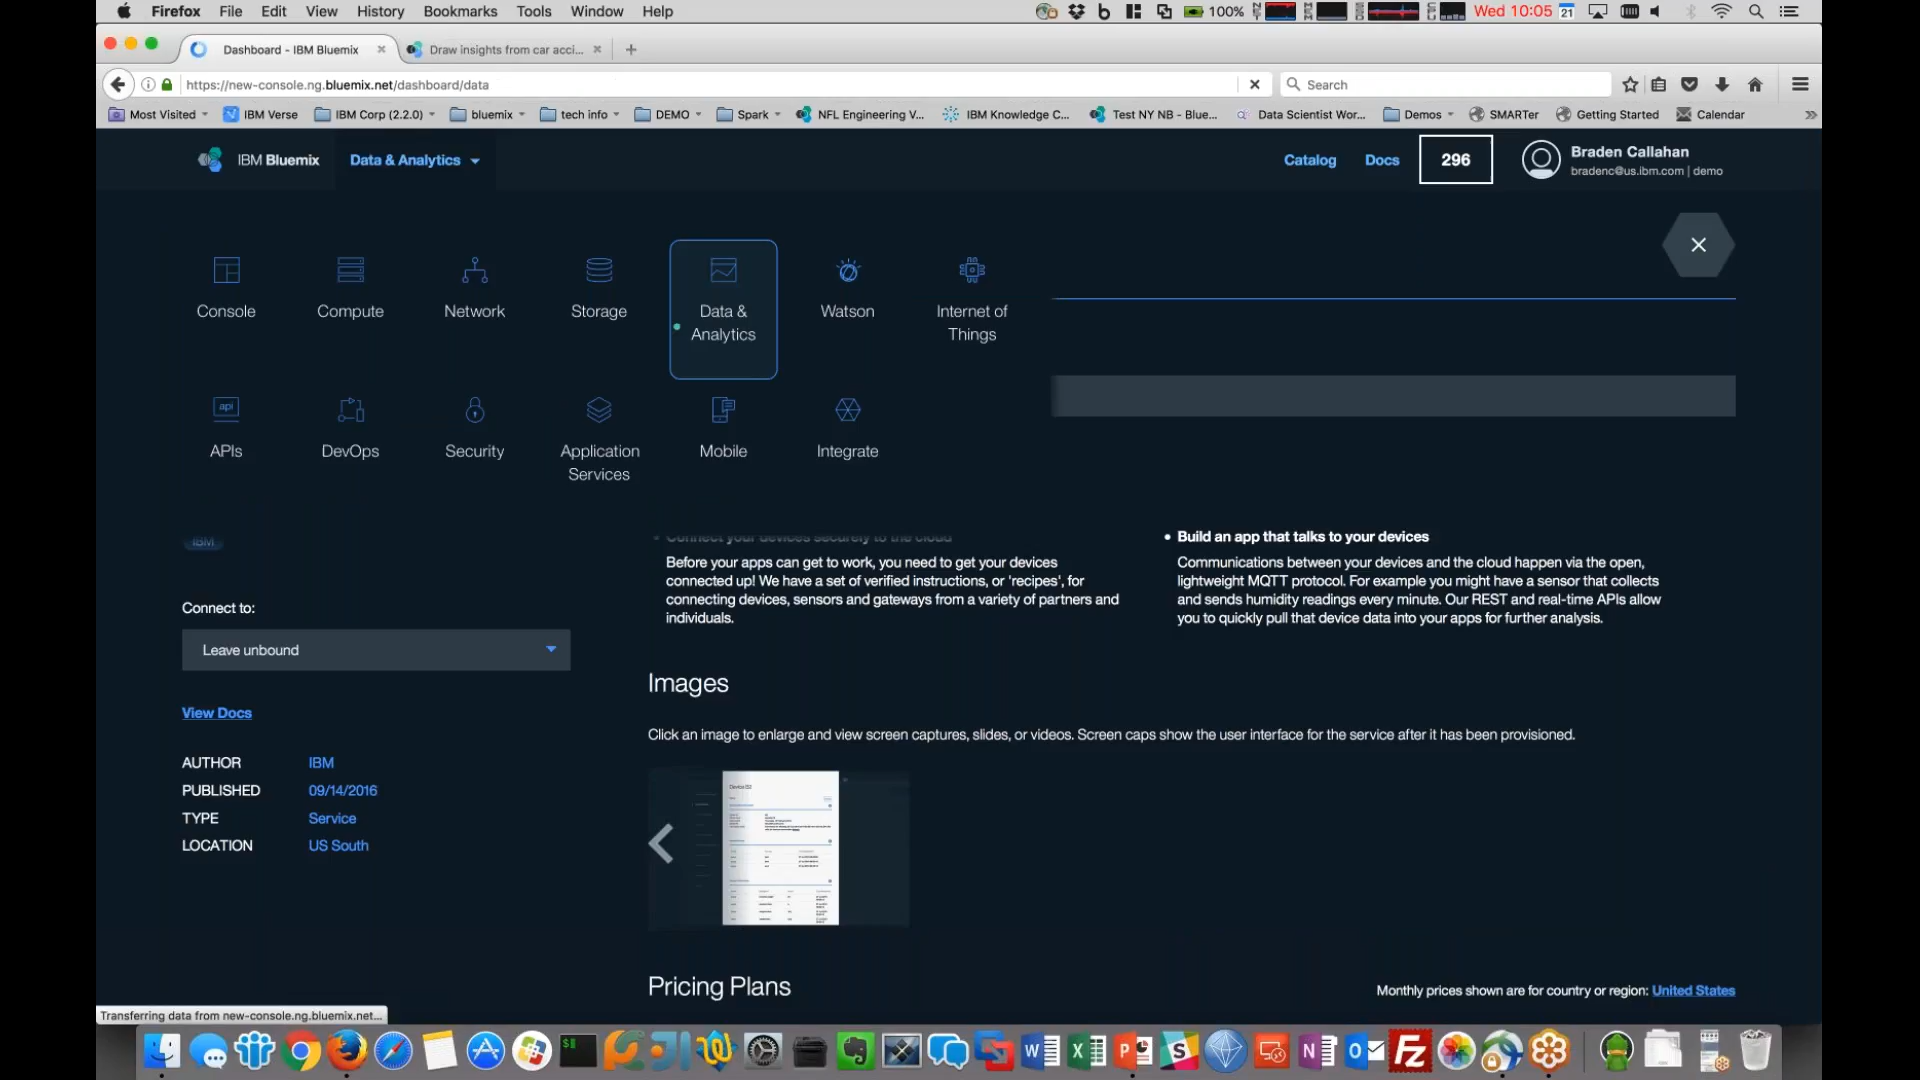 Firefox File Edit View History Bookmarks Tools Window Help
100% Wed 10:05 21
Dashboard - IBM Bluemix
Draw insights from car acci...
https://new-console.ng.bluemix.net/dashboard/data
Search
Most Visited
IBM Verse
IBM Corp (2.2.0)
bluemix
tech info
DEMO
Spark
NFL Engineering V...
IBM Knowledge C...
Test NY NB - Blue...
Data Scientist Wor...
Demos
SMARTer
Getting Started
Calendar
IBM Bluemix
Data & Analytics
Catalog
Docs
296
Braden Callahan
bradenc@us.ibm.com | demo
Console
Compute
Network
Storage
Data &
Analytics
Watson
Internet of
Things
api
APIs
DevOps
Security
Application
Services
Mobile
Integrate
IBM
Connect to:
Leave unbound
View Docs
AUTHOR IBM
PUBLISHED 09/14/2016
TYPE Service
LOCATION US South
Connect your devices securely to the cloud
Before your apps can get to work, you need to get your devices
connected up! We have a set of verified instructions, or 'recipes', for
connecting devices, sensors and gateways from a variety of partners and
individuals.
• Build an app that talks to your devices
Communications between your devices and the cloud happen via the open,
lightweight MQTT protocol. For example you might have a sensor that collects
and sends humidity readings every minute. Our REST and real-time APIs allow
you to quickly pull that device data into your apps for further analysis.
Images
Click an image to enlarge and view screen captures, slides, or videos. Screen caps show the user interface for the service after it has been provisioned.
Pricing Plans
Monthly prices shown are for country or region: United States
Transferring data from new-console.ng.bluemix.net...